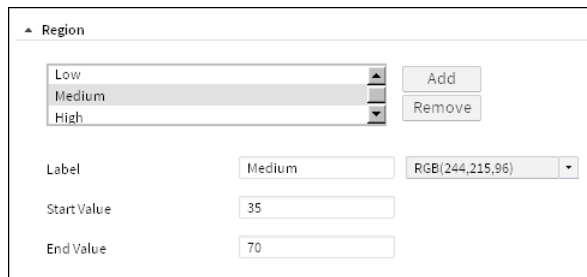 Region
Low
Medium
High
Add
Remove
Label Medium RGB(244,215,96)
Start Value 35
End Value 70